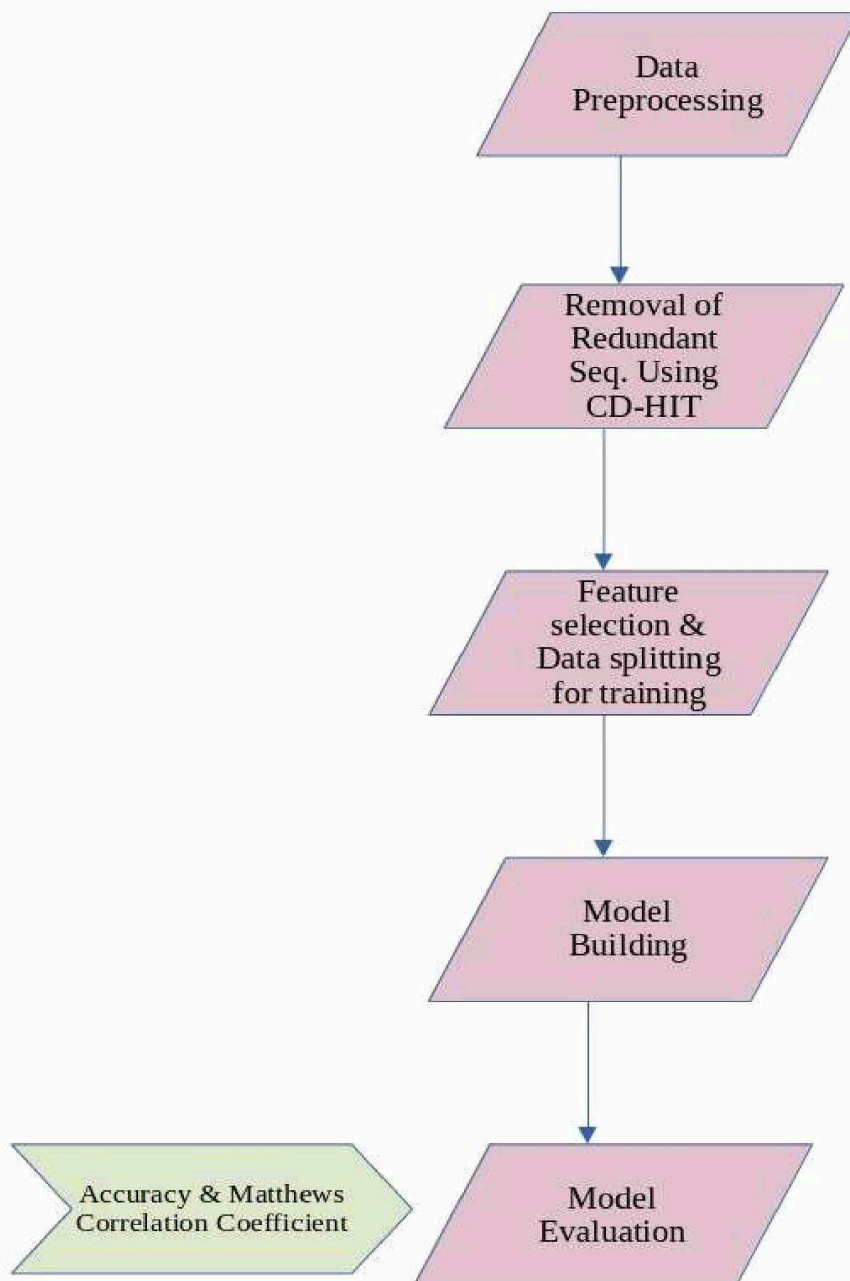 Data
Preprocessing
Removal of
Redundant
Seq. Using
CD-HIT
Feature
selection &
Data splitting
for training
Model
Building
Accuracy & Matthews
Correlation Coefficient
Model
Evaluation